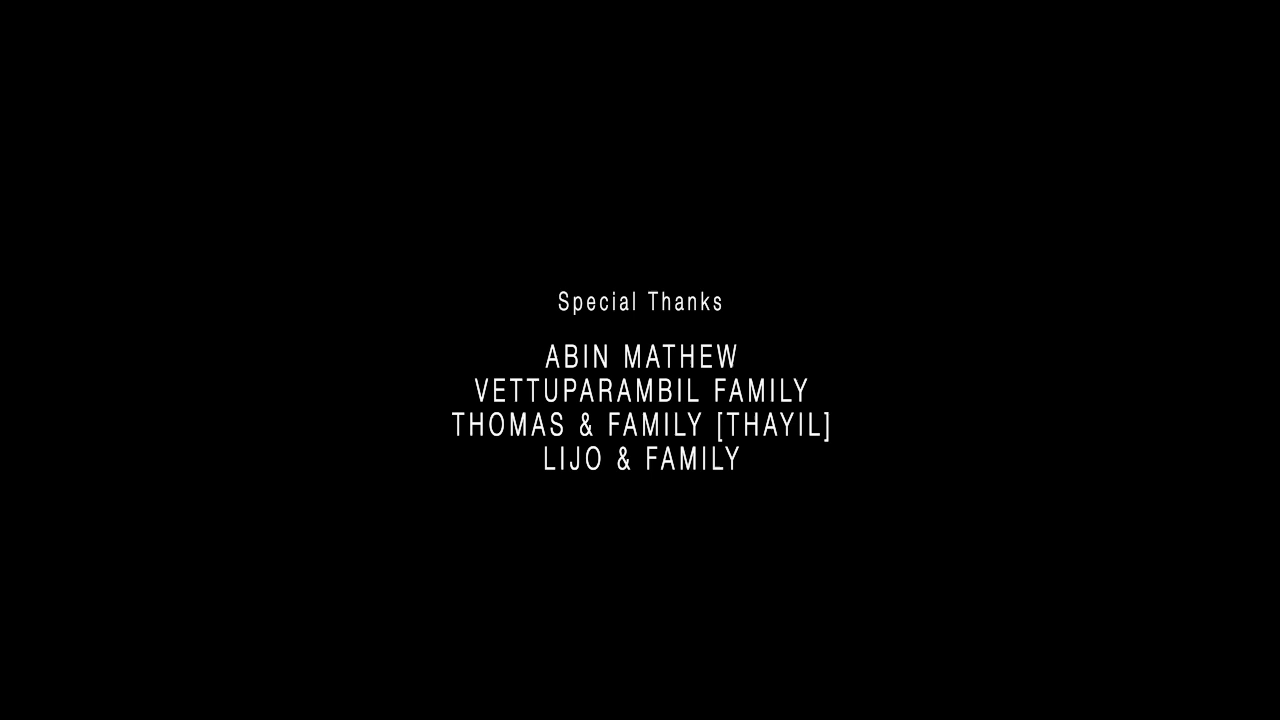 Special Thanks
ABIN MATHEW
VETTUPARAMBIL FAMILY
THOMAS & FAMILY [THAYIL]
LIJO & FAMILY